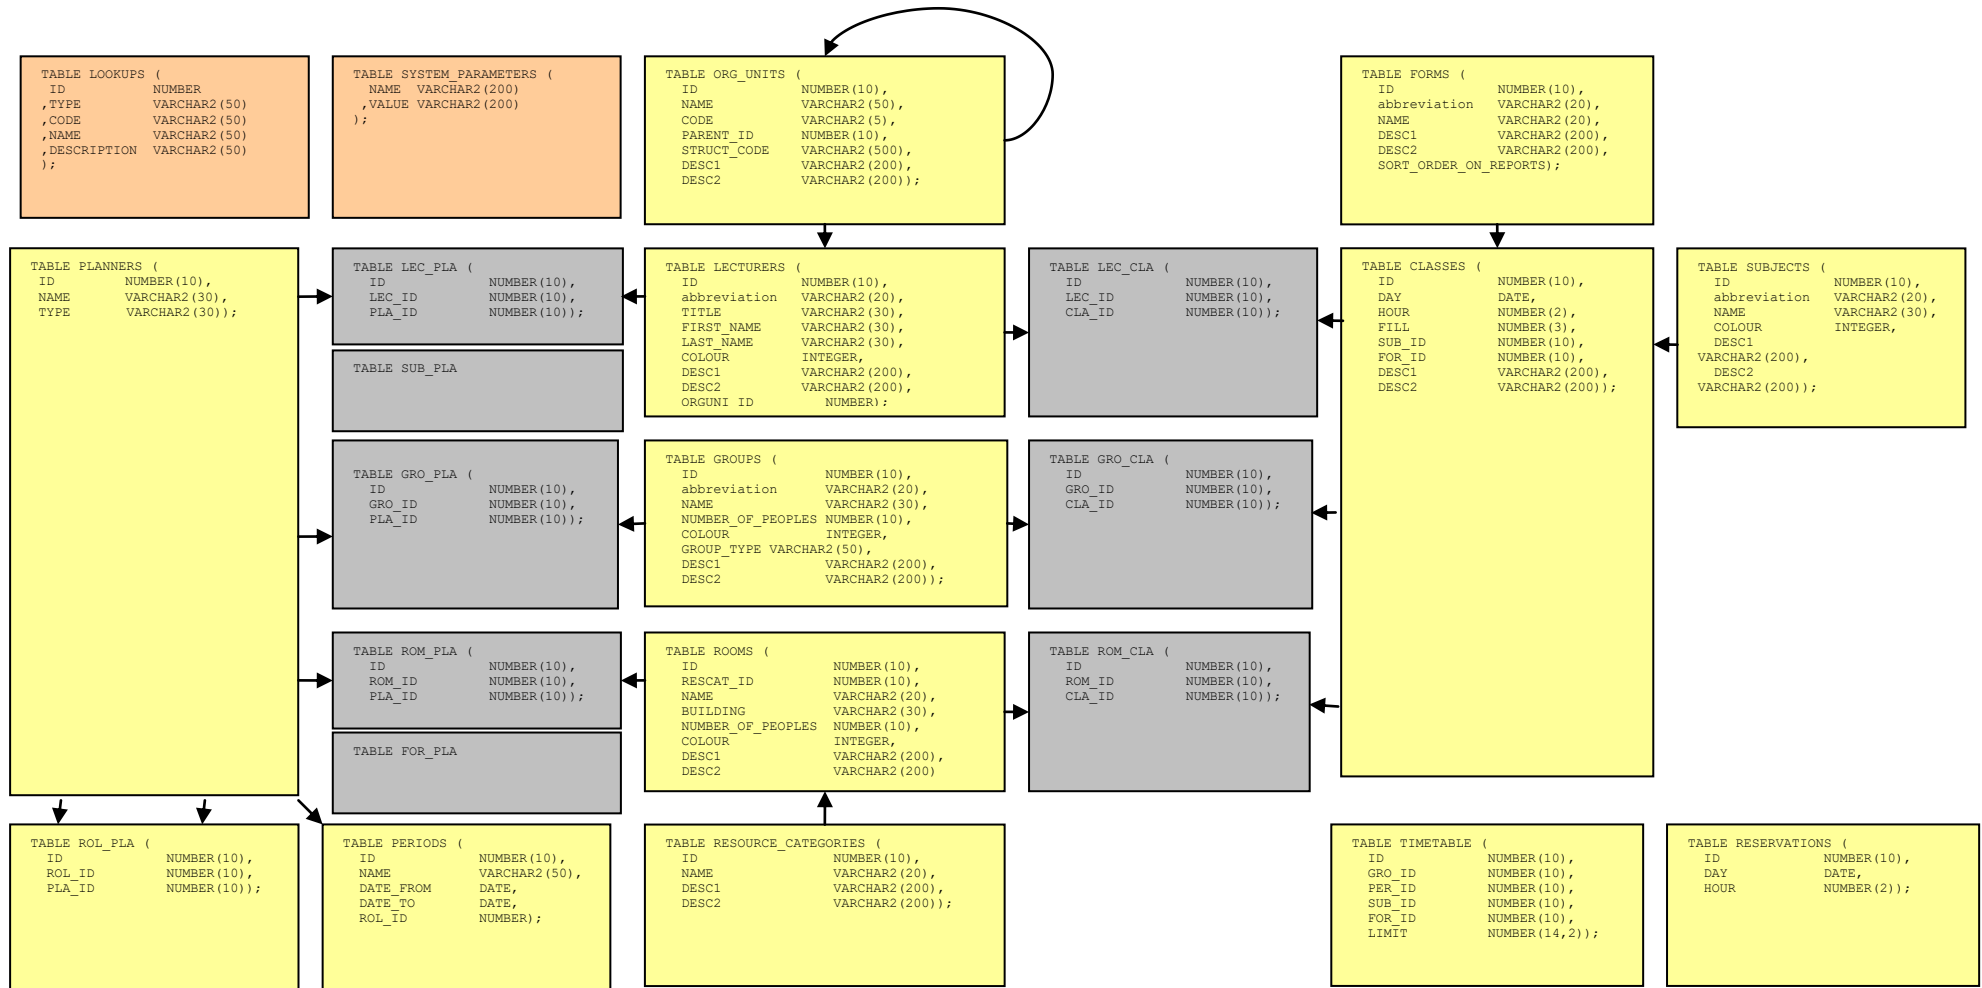 TABLE LOOKUPS (
ID NUMBER
,TYPE VARCHAR2(50)
,CODE VARCHAR2(50)
,NAME VARCHAR2(50)
,DESCRIPTION VARCHAR2(50)
);
TABLE SYSTEM_PARAMETERS (
NAME VARCHAR2(200)
,VALUE VARCHAR2(200)
);
TABLE ORG_UNITS (
ID NUMBER(10),
NAME VARCHAR2(50),
CODE VARCHAR2(5),
PARENT_ID NUMBER(10),
STRUCT_CODE VARCHAR2(500),
DESC1 VARCHAR2(200),
DESC2 VARCHAR2(200));
TABLE FORMS (
ID NUMBER(10),
abbreviation VARCHAR2(20),
NAME VARCHAR2(20),
DESC1 VARCHAR2(200),
DESC2 VARCHAR2(200),
SORT_ORDER_ON_REPORTS);
TABLE PLANNERS (
ID NUMBER(10),
NAME VARCHAR2(30),
TYPE VARCHAR2(30));
TABLE LEC_PLA (
ID NUMBER(10),
LEC_ID NUMBER(10),
PLA_ID NUMBER(10));
TABLE SUB_PLA
TABLE LECTURERS (
ID NUMBER(10),
abbreviation VARCHAR2(20),
TITLE VARCHAR2(30),
FIRST_NAME VARCHAR2(30),
LAST_NAME VARCHAR2(30),
COLOUR INTEGER,
DESC1 VARCHAR2(200),
DESC2 VARCHAR2(200),
ORGUNI_ID NUMBER);
TABLE LEC_CLA (
ID NUMBER(10),
LEC_ID NUMBER(10),
CLA_ID NUMBER(10));
TABLE CLASSES (
ID NUMBER(10),
DAY DATE,
HOUR NUMBER(2),
FILL NUMBER(3),
SUB_ID NUMBER(10),
FOR_ID NUMBER(10),
DESC1 VARCHAR2(200),
DESC2 VARCHAR2(200));
TABLE SUBJECTS (
ID NUMBER(10),
abbreviation VARCHAR2(20),
NAME VARCHAR2(30),
COLOUR INTEGER,
DESC1
VARCHAR2(200),
DESC2
VARCHAR2(200));
TABLE GRO_PLA (
ID NUMBER(10),
GRO_ID NUMBER(10),
PLA_ID NUMBER(10));
TABLE GROUPS (
ID NUMBER(10),
abbreviation VARCHAR2(20),
NAME VARCHAR2(30),
NUMBER_OF_PEOPLES NUMBER(10),
COLOUR INTEGER,
GROUP_TYPE VARCHAR2(50),
DESC1 VARCHAR2(200),
DESC2 VARCHAR2(200));
TABLE GRO_CLA (
ID NUMBER(10),
GRO_ID NUMBER(10),
CLA_ID NUMBER(10));
TABLE ROM_PLA (
ID NUMBER(10),
ROM_ID NUMBER(10),
PLA_ID NUMBER(10));
TABLE FOR_PLA
TABLE ROOMS (
ID NUMBER(10),
RESCAT_ID NUMBER(10),
NAME VARCHAR2(20),
BUILDING VARCHAR2(30),
NUMBER_OF_PEOPLES NUMBER(10),
COLOUR INTEGER,
DESC1 VARCHAR2(200),
DESC2 VARCHAR2(200)
TABLE ROM_CLA (
ID NUMBER(10),
ROM_ID NUMBER(10),
CLA_ID NUMBER(10));
TABLE ROL_PLA (
ID NUMBER(10),
ROL_ID NUMBER(10),
PLA_ID NUMBER(10));
TABLE PERIODS (
ID NUMBER(10),
NAME VARCHAR2(50),
DATE_FROM DATE,
DATE_TO DATE,
ROL_ID NUMBER);
TABLE RESOURCE_CATEGORIES (
ID NUMBER(10),
NAME VARCHAR2(20),
DESC1 VARCHAR2(200),
DESC2 VARCHAR2(200));
TABLE TIMETABLE (
ID NUMBER(10),
GRO_ID NUMBER(10),
PER_ID NUMBER(10),
SUB_ID NUMBER(10),
FOR_ID NUMBER(10),
LIMIT NUMBER(14,2));
TABLE RESERVATIONS (
ID NUMBER(10),
DAY DATE,
HOUR NUMBER(2));